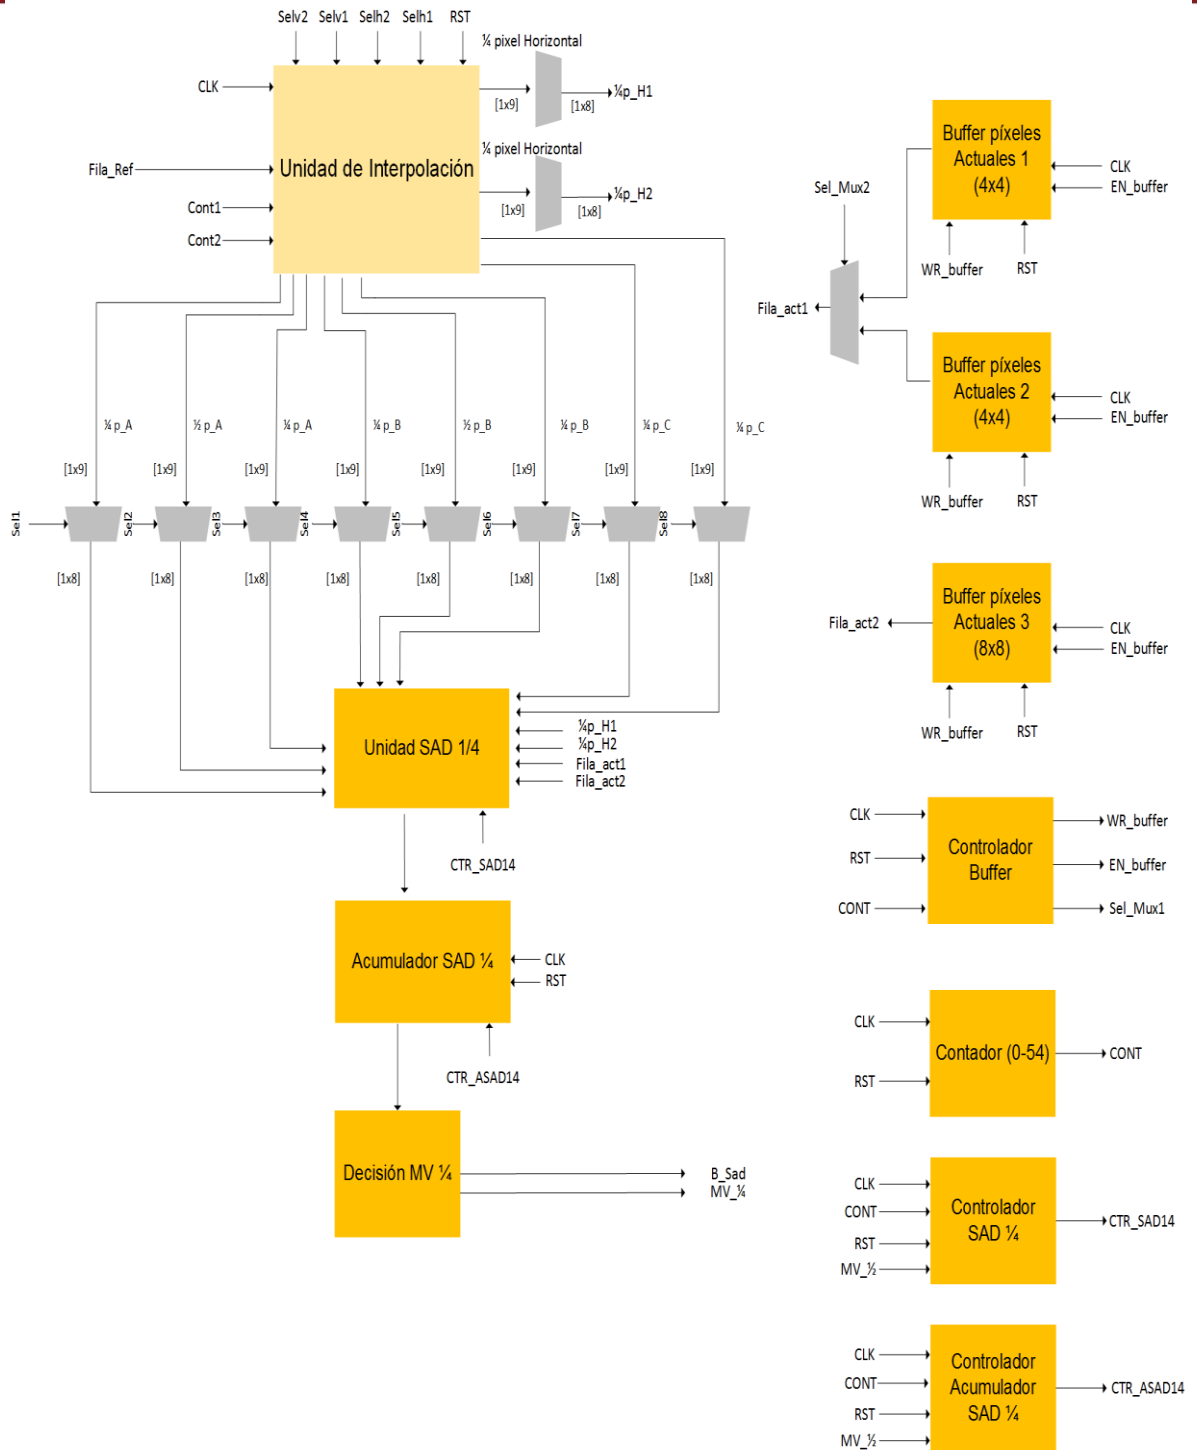 Selv2 Selv1 Selh2 Selh1 RST
¼ pixel Horizontal
CLK
[1x9]
[1x8]
¼p_H1
Unidad de Interpolación
Fila_Ref
¼ pixel Horizontal
[1x9]
[1x8]
¼p_H2
Cont1
Cont2
¼ p_A
½ p_A
¼ p_A
¼ p_B
½ p_B
¼ p_B
¼ p_C
¼ p_C
[1x9] [1x9] [1x9] [1x9] [1x9] [1x9] [1x9] [1x9]
Sel1 Sel2 Sel3 Sel4 Sel5 Sel6 Sel7 Sel8
[1x8] [1x8] [1x8] [1x8] [1x8] [1x8] [1x8] [1x8]
Unidad SAD 1/4
¼p_H1
¼p_H2
Fila_act1
Fila_act2
CTR_SAD14
Acumulador SAD ¼
CLK
RST
CTR_ASAD14
Decisión MV ¼
B_Sad
MV_¼
Buffer píxeles
Actuales 1
(4x4)
CLK
EN_buffer
WR_buffer
RST
Sel_Mux2
Fila_act1
Buffer píxeles
Actuales 2
(4x4)
CLK
EN_buffer
WR_buffer
RST
Buffer píxeles
Actuales 3
(8x8)
Fila_act2
CLK
EN_buffer
WR_buffer
RST
CLK
RST
CONT
Controlador
Buffer
WR_buffer
EN_buffer
Sel_Mux1
CLK
RST
Contador (0-54)
CONT
CLK
CONT
RST
MV_½
Controlador
SAD ¼
CTR_SAD14
CLK
CONT
RST
MV_½
Controlador
Acumulador
SAD ¼
CTR_ASAD14